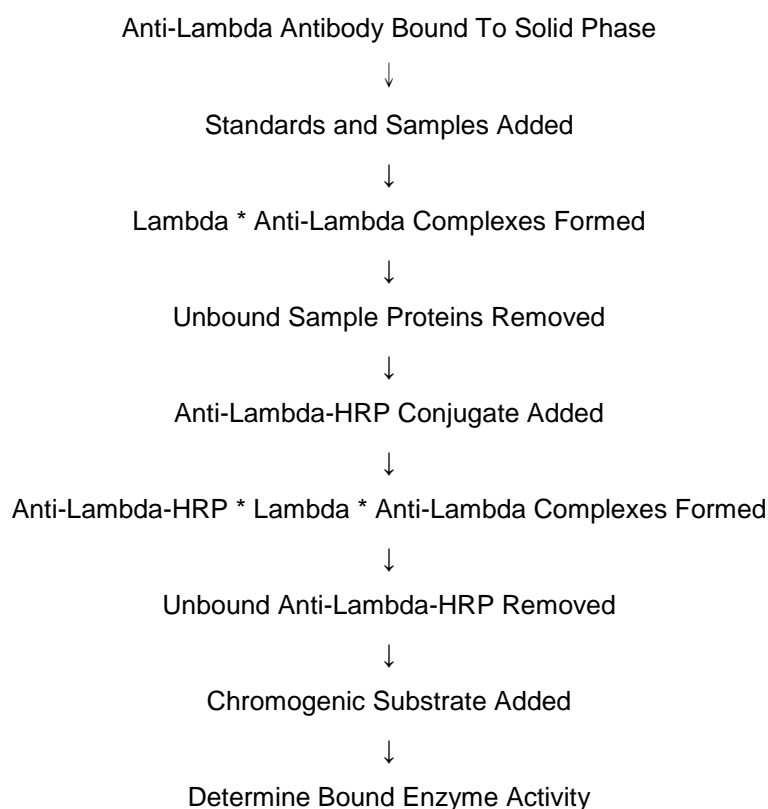 Anti-Lambda Antibody Bound To Solid Phase
↓
Standards and Samples Added
↓
Lambda * Anti-Lambda Complexes Formed
↓
Unbound Sample Proteins Removed
↓
Anti-Lambda-HRP Conjugate Added
↓
Anti-Lambda-HRP * Lambda * Anti-Lambda Complexes Formed
↓
Unbound Anti-Lambda-HRP Removed
↓
Chromogenic Substrate Added
↓
Determine Bound Enzyme Activity